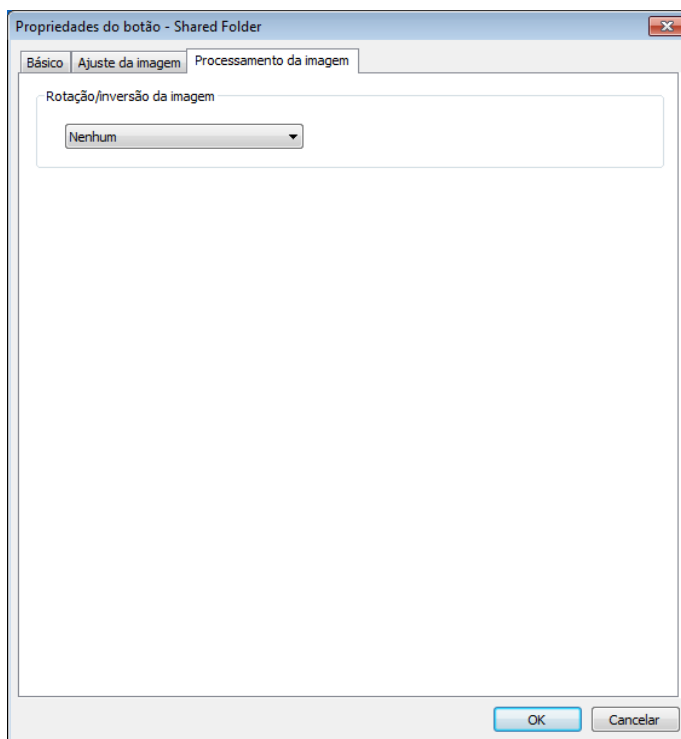 Propriedades do botão - Shared Folder
Básico Ajuste da imagem Processamento da imagem
Rotação/inversão da imagem
Nenhum
OK Cancelar